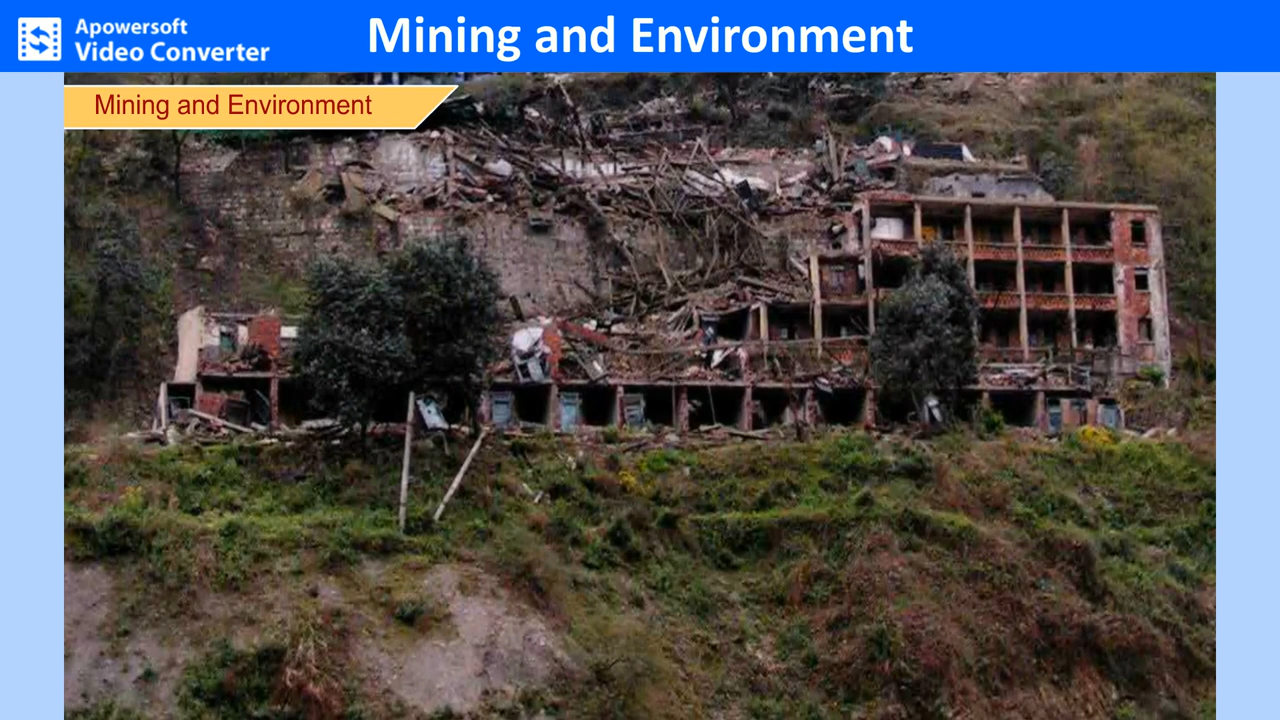 Apowersoft
Video Converter
Mining and Environment
Mining and Environment